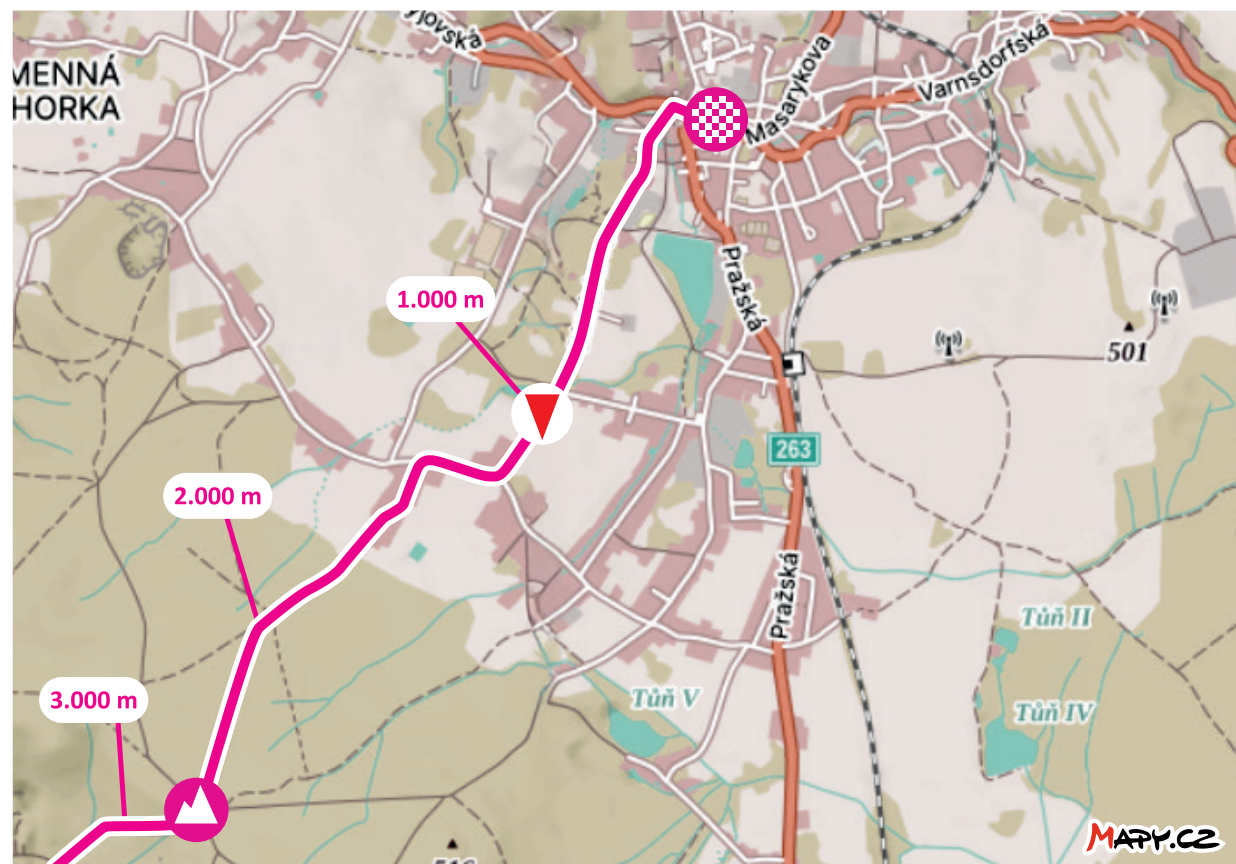 Varnsdorfská
Masarykova
MENNÁ
HORKA
Pražská
1.000 m
501
263
2.000 m
Pražská
Tůň II
3.000 m
Tůň V
Tůň IV
MAPY.CZ